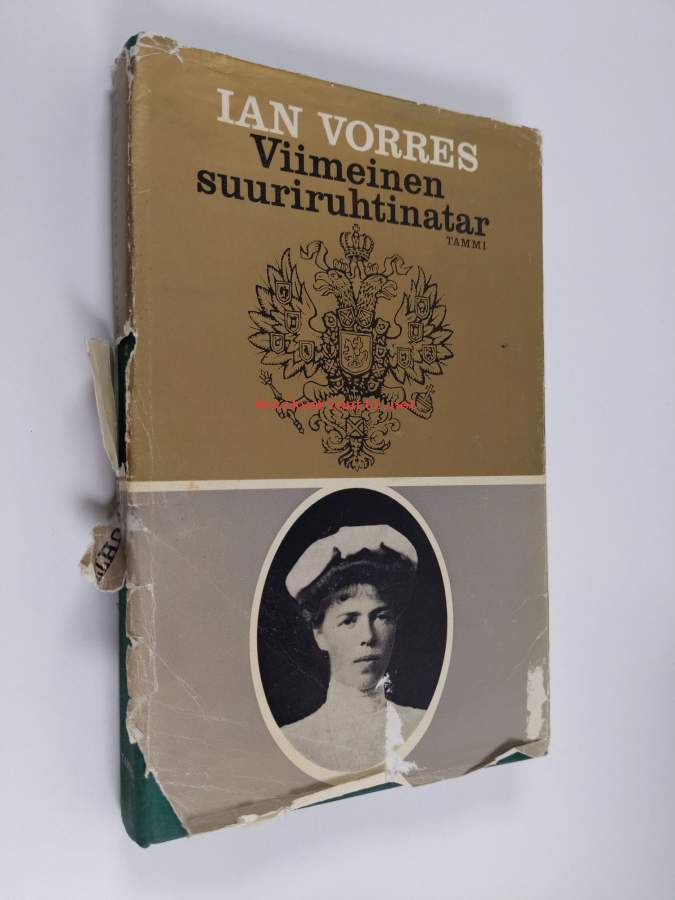 IAN VORRES
Viimeinen
suuriruhtinatar
TAMMI